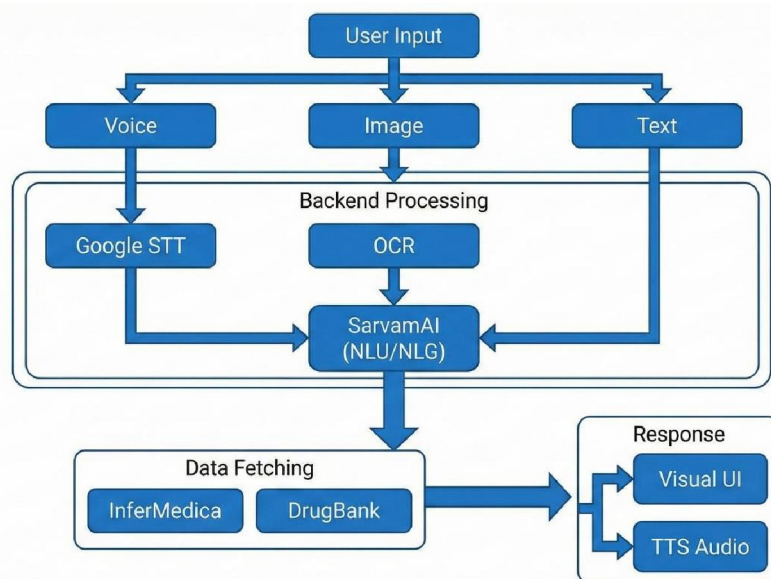 User Input
Voice
Image
Text
Backend Processing
Google STT
OCR
SarvamAI
(NLU/NLG)
Data Fetching
InferMedica
DrugBank
Response
Visual UI
TTS Audio